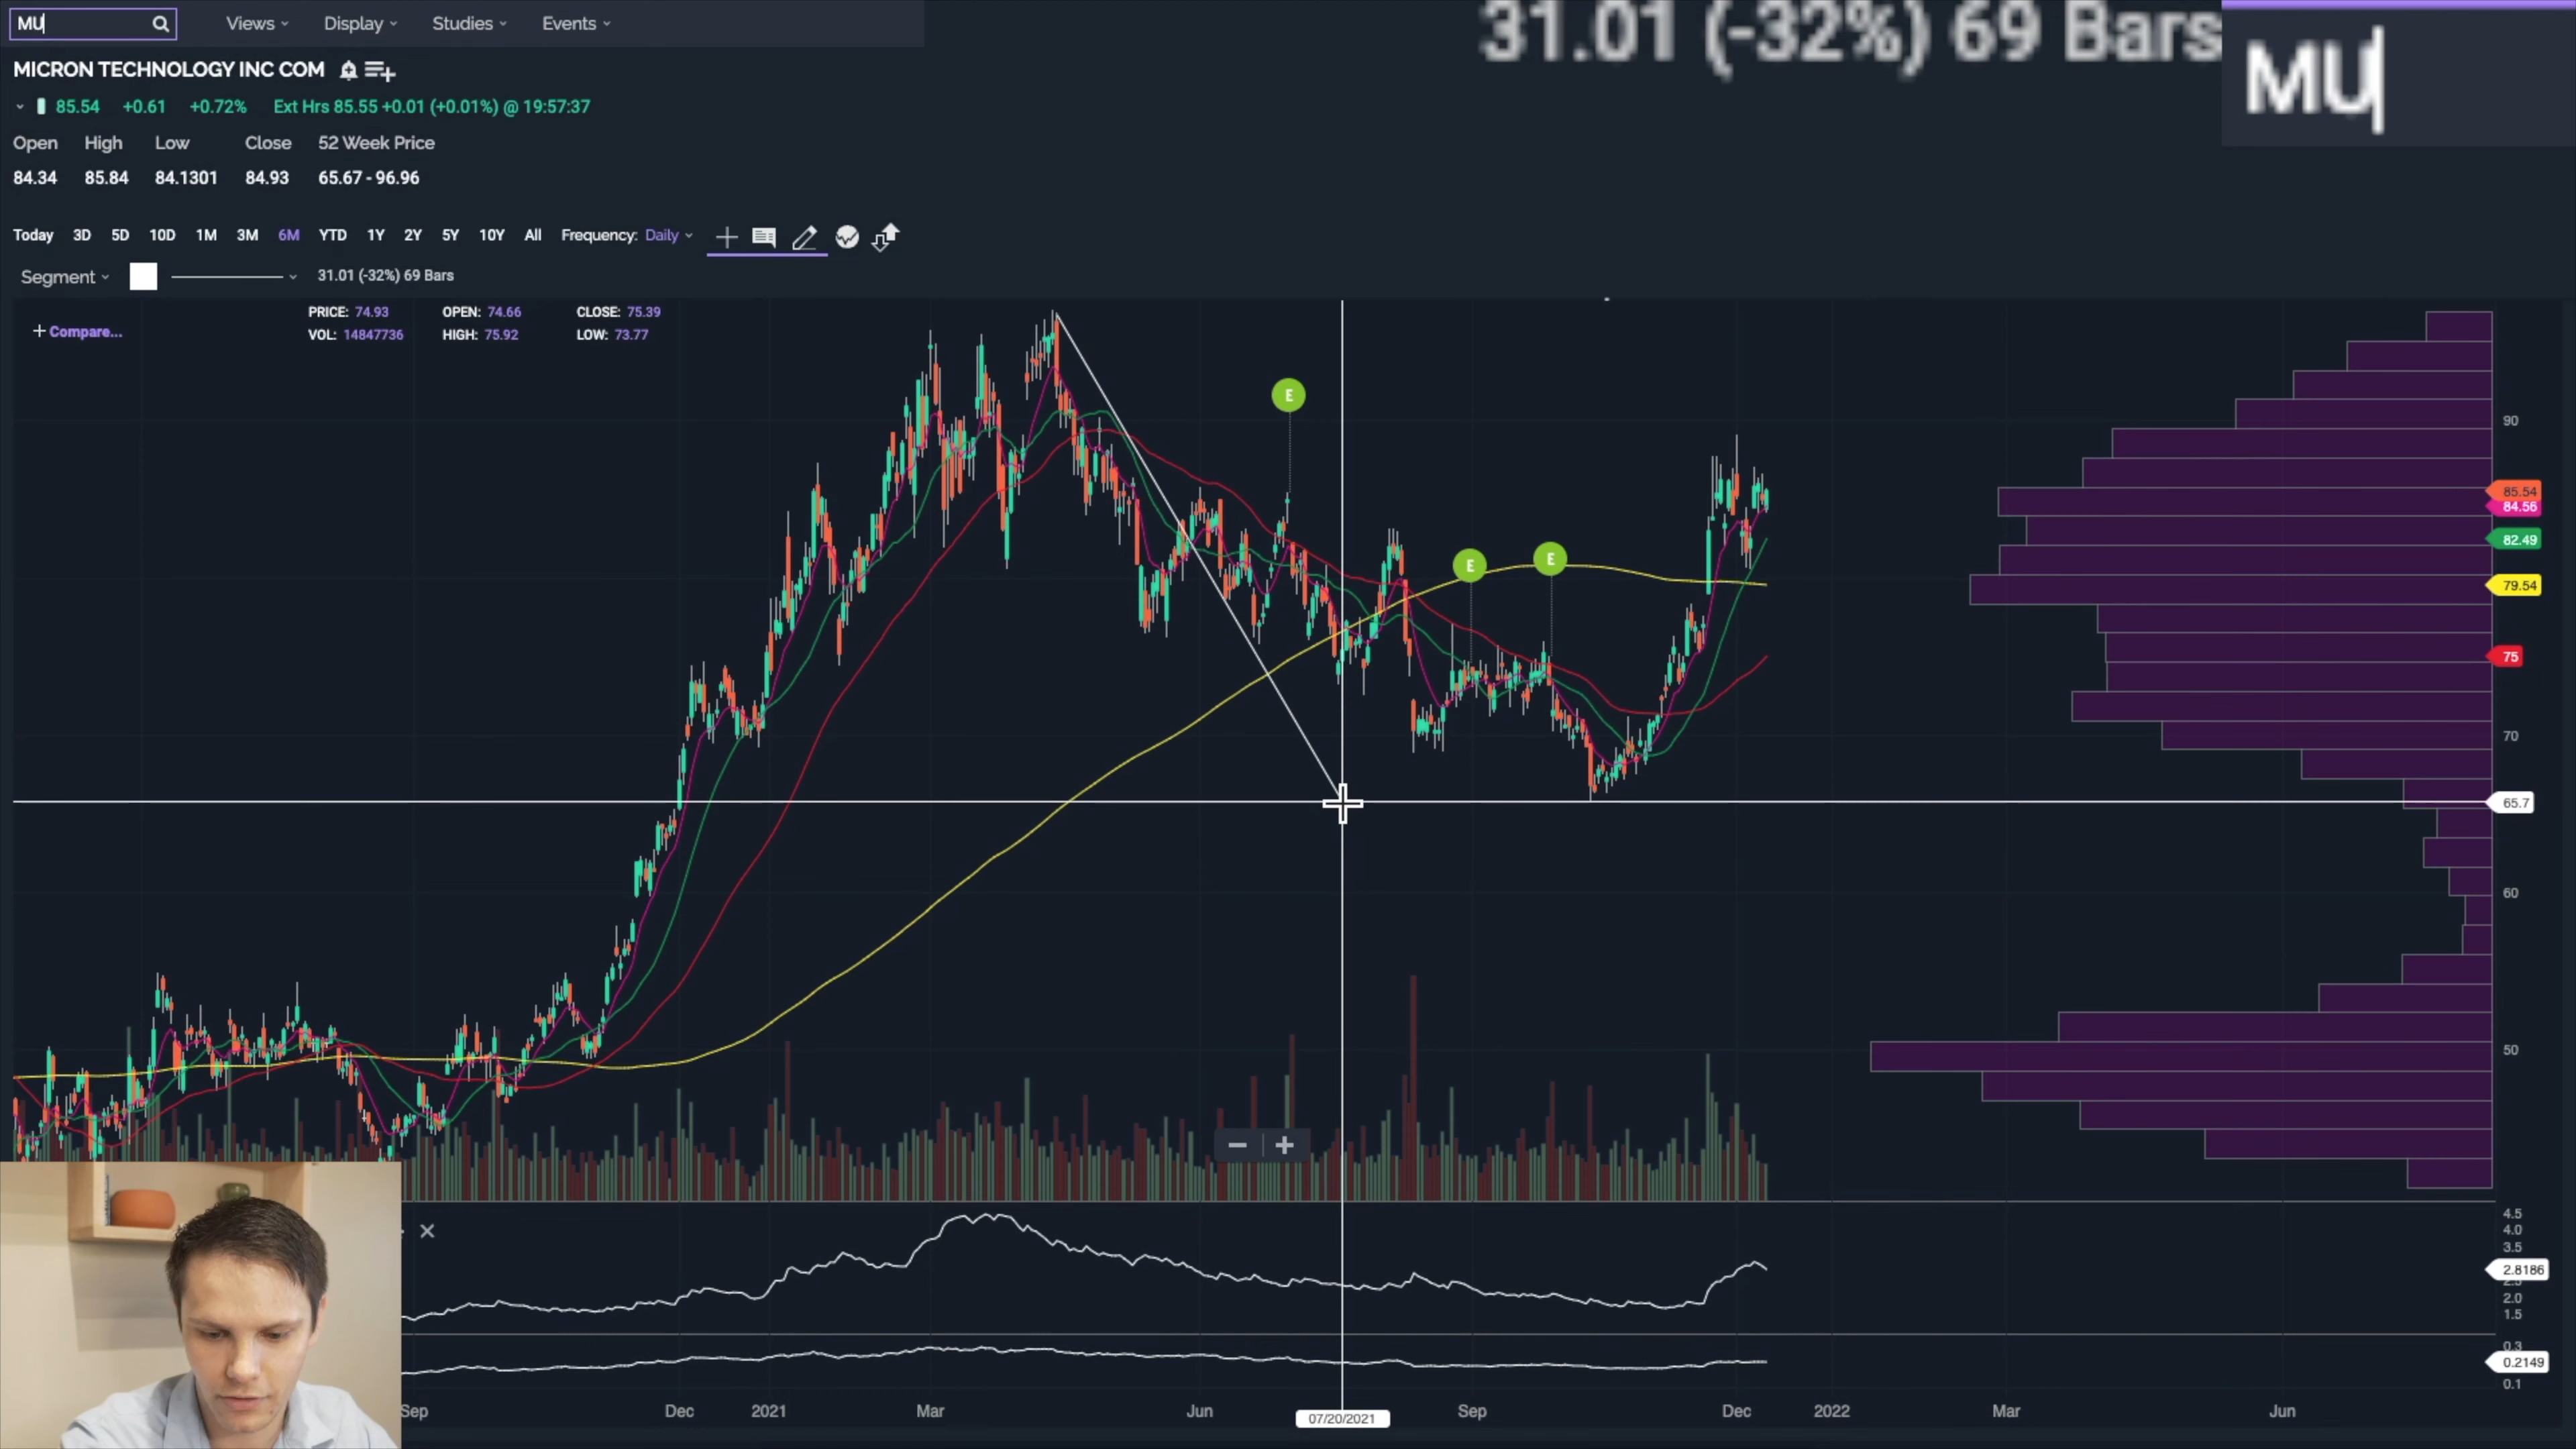 MU Views Display Studies Events
31.01 (-32%) 69 Bars
MU
MICRON TECHNOLOGY INC COM
85.54 +0.61 +0.72% Ext Hrs 85.55 +0.01 (+0.01%) @ 19:57:37
Open High Low Close 52 Week Price
84.34 85.84 84.1301 84.93 65.67 - 96.96
Today 3D 5D 10D 1M 3M 6M YTD 1Y 2Y 5Y 10Y All Frequency: Daily
Segment 31.01 (-32%) 69 Bars
+ Compare...
PRICE: 74.93 OPEN: 74.66 CLOSE: 75.39
VOL: 14847736 HIGH: 75.92 LOW: 73.77
E
E
E
90
85.54
84.56
82.49
79.54
75
70
65.7
60
50
4.5
4.0
3.5
2.8186
2.0
1.5
0.3
0.2149
0.1
Sep Dec 2021 Mar Jun 07/20/2021 Sep Dec 2022 Mar Jun